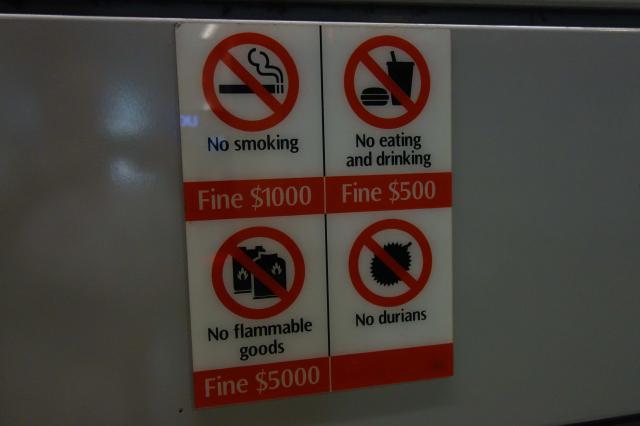 No smoking
Fine $1000
No eating
and drinking
Fine $500
No flammable
goods
Fine $5000
No durians